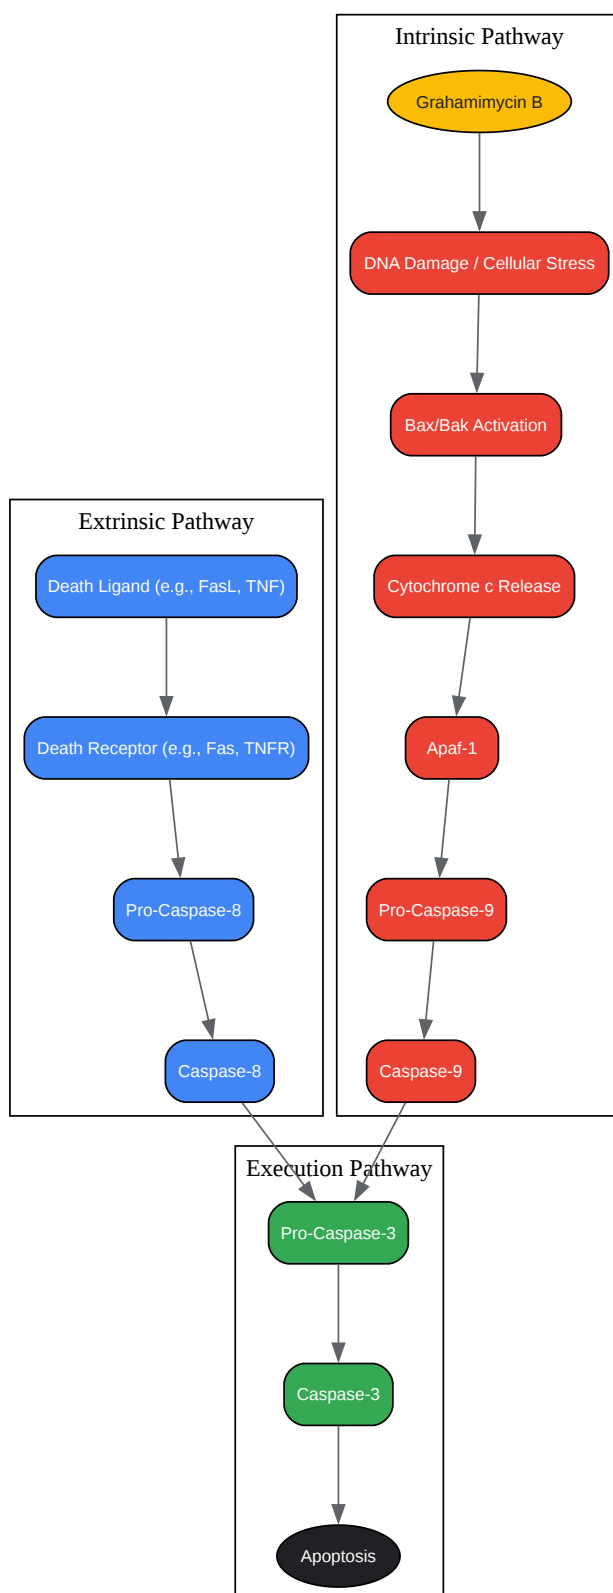 Intrinsic Pathway
Grahamimycin B
DNA Damage / Cellular Stress
Bax/Bak Activation
Cytochrome c Release
Apaf-1
Pro-Caspase-9
Caspase-9
Extrinsic Pathway
Death Ligand (e.g., FasL, TNF)
Death Receptor (e.g., Fas, TNFR)
Pro-Caspase-8
Caspase-8
Execution Pathway
Pro-Caspase-3
Caspase-3
Apoptosis